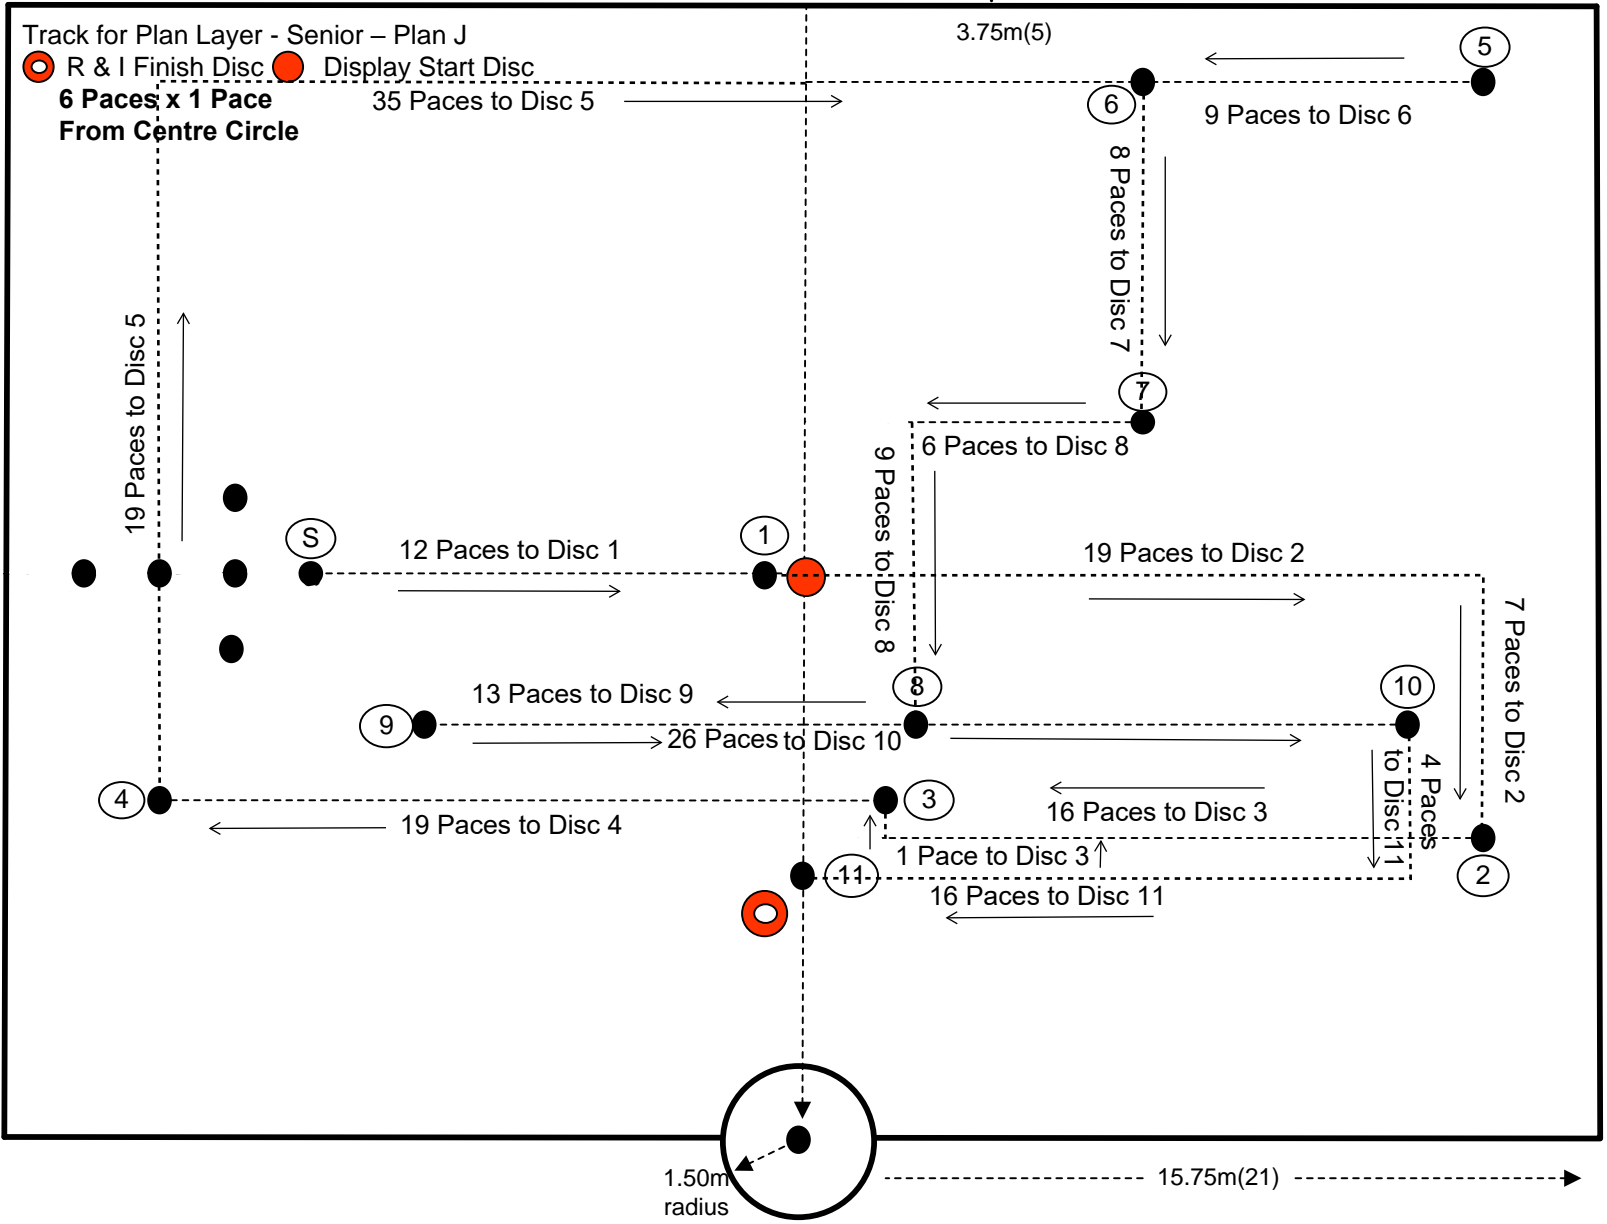 Track for Plan Layer - Senior – Plan J
R & I Finish Disc Display Start Disc
6 Paces x 1 Pace
From Centre Circle
3.75m(5)
5
35 Paces to Disc 5
6
9 Paces to Disc 6
8 Paces to Disc 7
19 Paces to Disc 5
7
6 Paces to Disc 8
9 Paces to Disc 8
S
12 Paces to Disc 1
1
19 Paces to Disc 2
7 Paces to Disc 2
13 Paces to Disc 9
8
10
9
26 Paces to Disc 10
4 Paces
to Disc 11
4
19 Paces to Disc 4
3
16 Paces to Disc 3
1 Pace to Disc 3
11
2
16 Paces to Disc 11
1.50m
radius
15.75m(21)